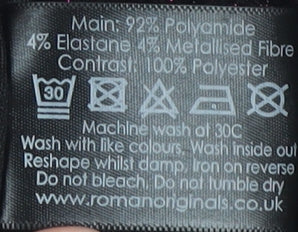 Main: 92% Polyamide
4% Elastane 4% Metallised Fibre
Contrast: 100% Polyester
30
Machine wash at 30C
Wash with like colours, Wash inside out
Reshape whilst damp, Iron on reverse
Do not bleach, Do not tumble dry
www.romanoriginals.co.uk